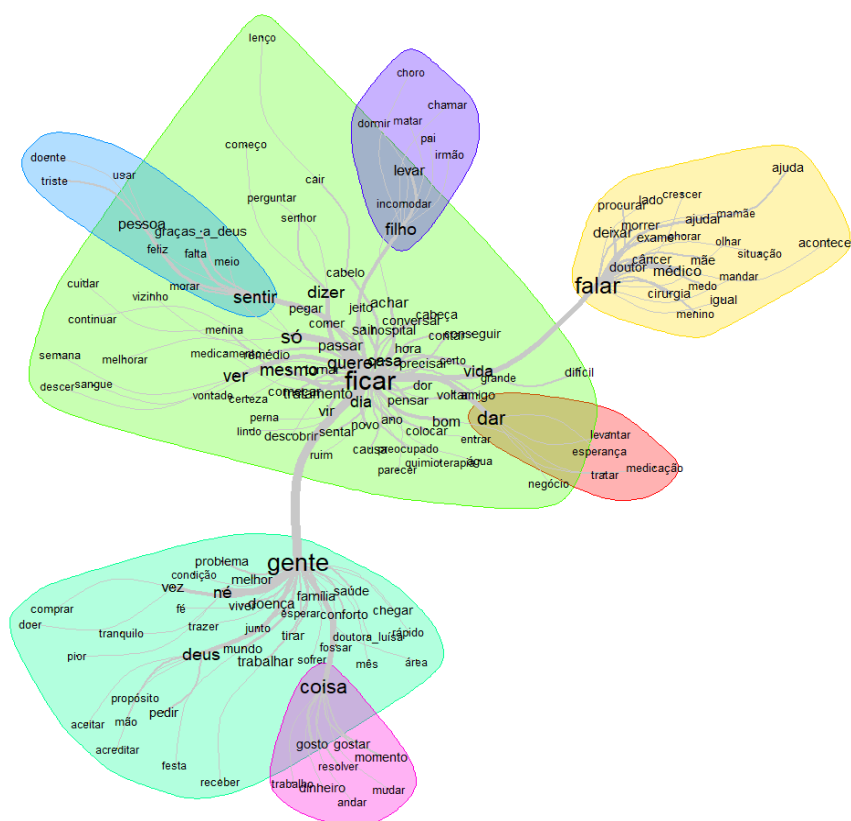 lenço
choro
chamar
dormir
matar
pai
irmão
levar
incomodar
filho
começo
cair
perguntar
senhor
doente
usar
triste
pessoa
graças_a_deus
feliz
falta
meio
morar
sentir
ajuda
crescer
lado
procurar
mamãe
ajudar
morrer
deixar
exame
chorar
olhar
acontecer
situação
câncer
mãe
doutor
médico
mandar
medo
falar
cirurgia
igual
menino
cuidar
vizinho
continuar
cabelo
dizer
pegar
jeito
achar
cabeça
comer
conversar
sair
hospital
contar
conseguir
menina
só
passar
hora
semana
melhorar
medicamento
remédio
querer
casa
precisar
certo
descer
sangue
ver
mesmo
tomar
ficar
vida
grande
difícil
vontade
certeza
começar
tratamento
dia
dor
pensar
voltar
amigo
perna
vir
novo
ano
bom
dar
lindo
descobrir
sentar
colocar
entrar
levantar
ruim
causa
preocupado
esperança
parecer
quimioterapia
água
medicação
tratar
negócio
gente
problema
condição
melhor
vez
né
família
saúde
comprar
fé
viver
doença
esperar
conforto
chegar
doer
tranquilo
trazer
junto
tirar
doutora_luísa
rápido
pior
deus
mundo
trabalhar
sofrer
fossar
mês
área
coisa
propósito
pedir
aceitar
mão
acreditar
gosto
gostar
momento
festa
resolver
receber
trabalho
dinheiro
mudar
andar